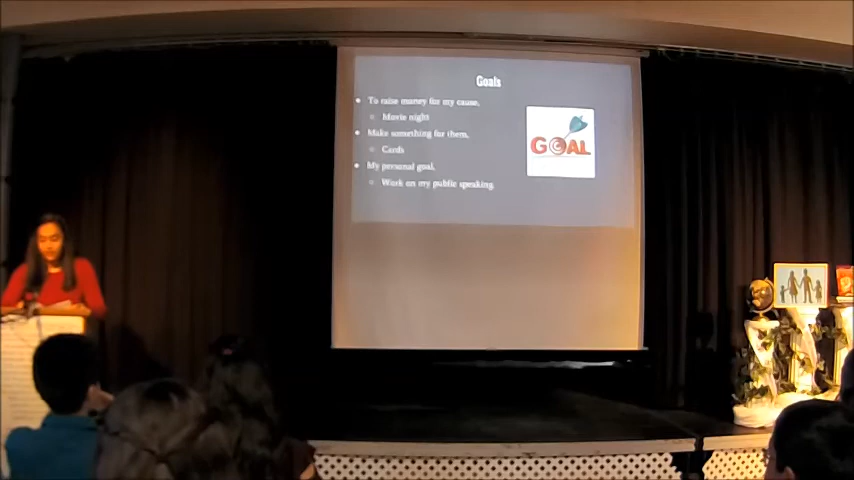 Goals
To raise money for my cause.
Movie night
Make something for them.
Cards
My personal goal.
Work on my public speaking.
GOAL